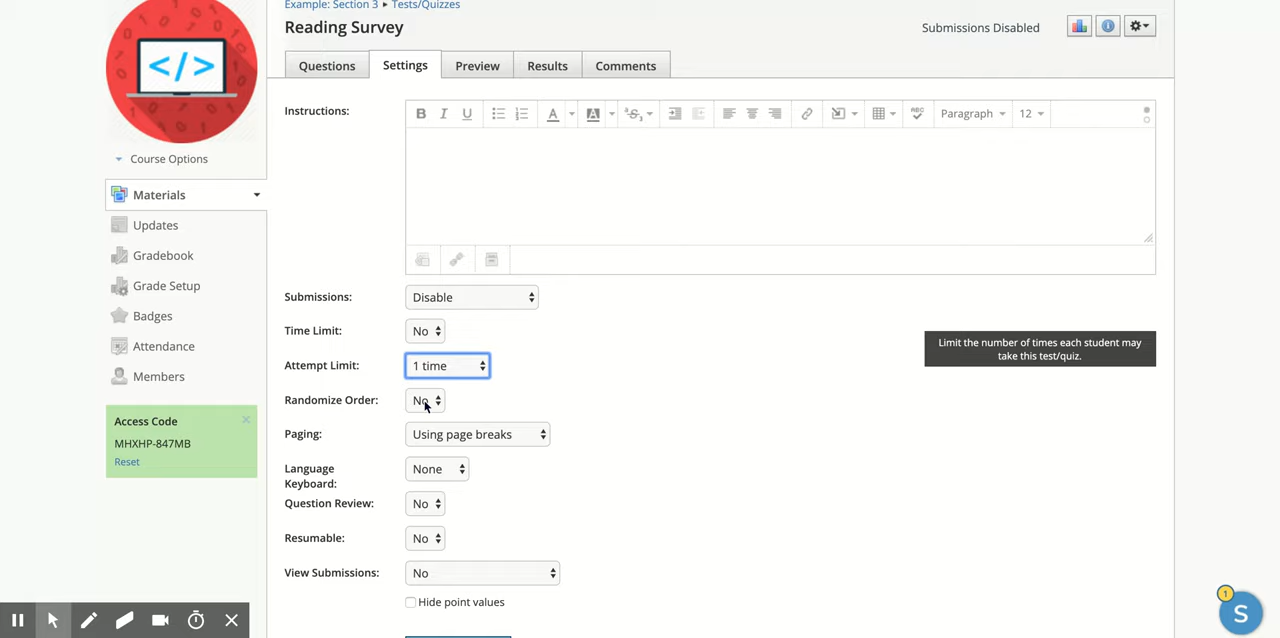 Example: Section 3 ▸ Tests/Quizzes
Reading Survey
Submissions Disabled
Questions
Settings
Preview
Results
Comments
</>
Course Options
Materials
Updates
Gradebook
Grade Setup
Badges
Attendance
Members
Access Code
MHXHP-847MB
Reset
Instructions:
B I U A A Paragraph 12
ABC
Submissions: Disable
Time Limit: No
Attempt Limit: 1 time
Limit the number of times each student may
take this test/quiz.
Randomize Order: No
Paging: Using page breaks
Language
Keyboard:
None
Question Review: No
Resumable: No
View Submissions: No
Hide point values
1
S